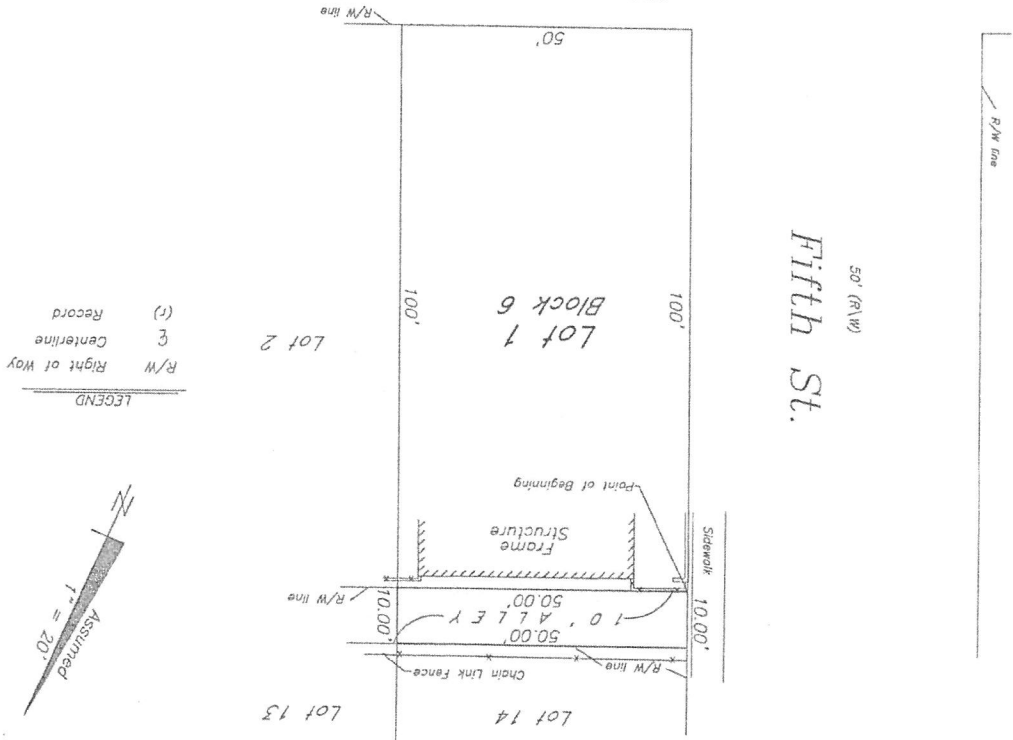 Lot 14
Lot 13
R/W line
Chain Link Fence
50.00'
10' ALLEY
50.00'
10.00'
10.00'
R/W line
Sidewalk
Frame
Structure
Point of Beginning
Assumed
1" = 20'
N
LEGEND
R/W Right of Way
℄ Centerline
(r) Record
Fifth St.
50' (R\W)
Lot 1
Block 6
100'
100'
Lot 2
50'
R/W line
R/W line